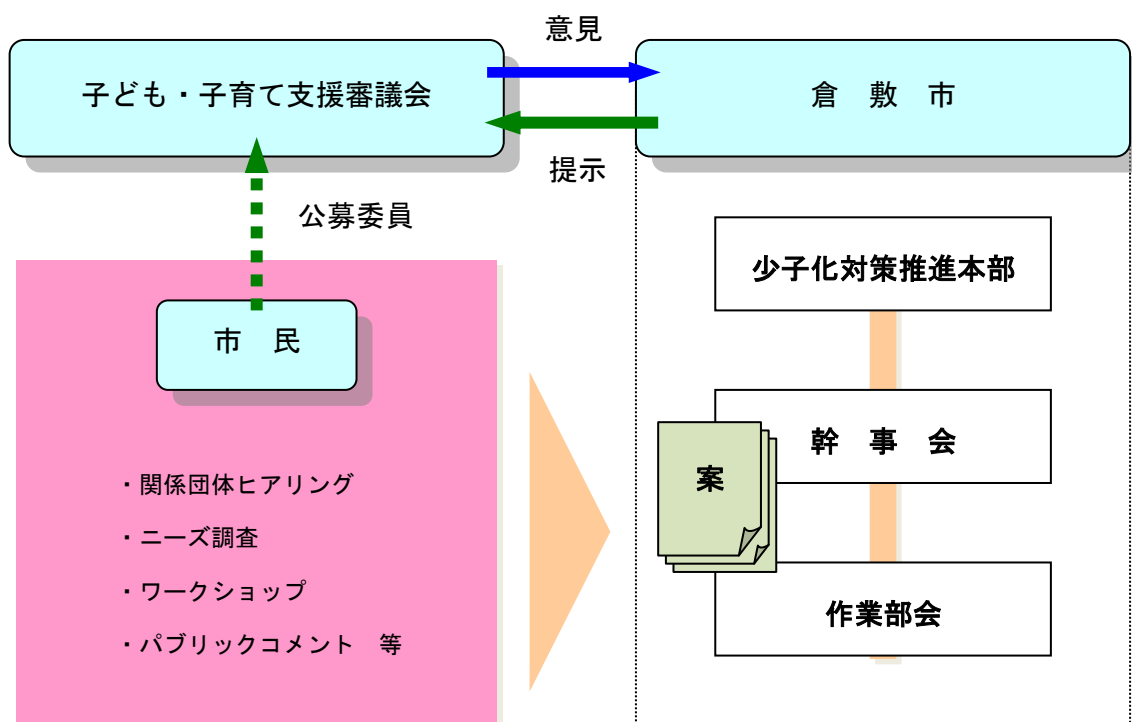 意見
子ども・子育て支援審議会
倉　敷　市
提示
公募委員
市　民
・関係団体ヒアリング
・ニーズ調査
・ワークショップ
・パブリックコメント　等
少子化対策推進本部
幹　事　会
案
作業部会